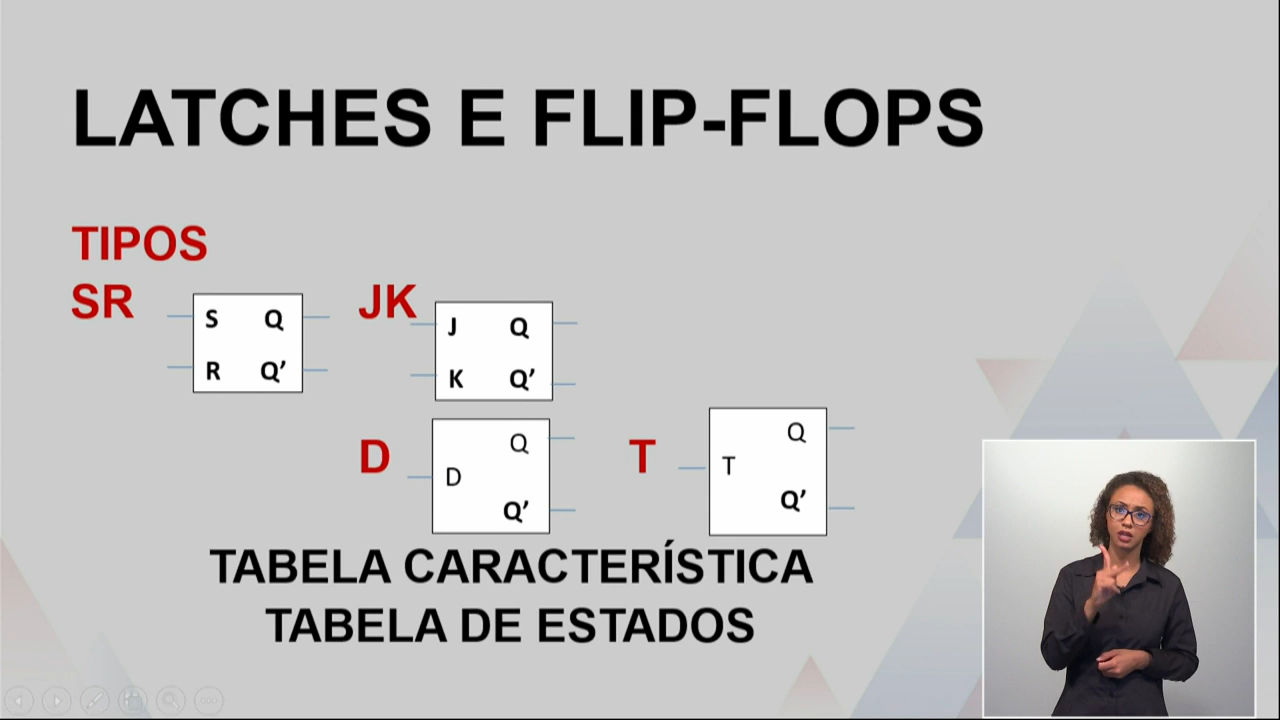 LATCHES E FLIP-FLOPS
TIPOS
SR
S Q
R Q’
JK
J Q
K Q’
D
Q
D
Q’
T
Q
T
Q’
TABELA CARACTERÍSTICA
TABELA DE ESTADOS